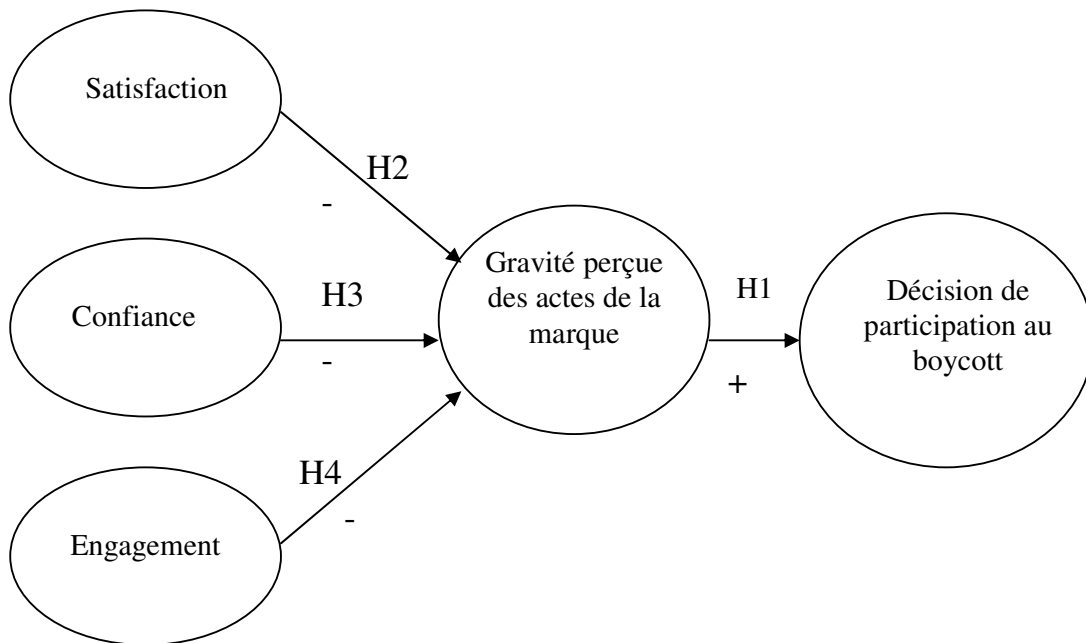 Satisfaction
H2
-
Confiance
H3
-
Engagement
H4
-
Gravité perçue
des actes de la
marque
H1
+
Décision de
participation au
boycott